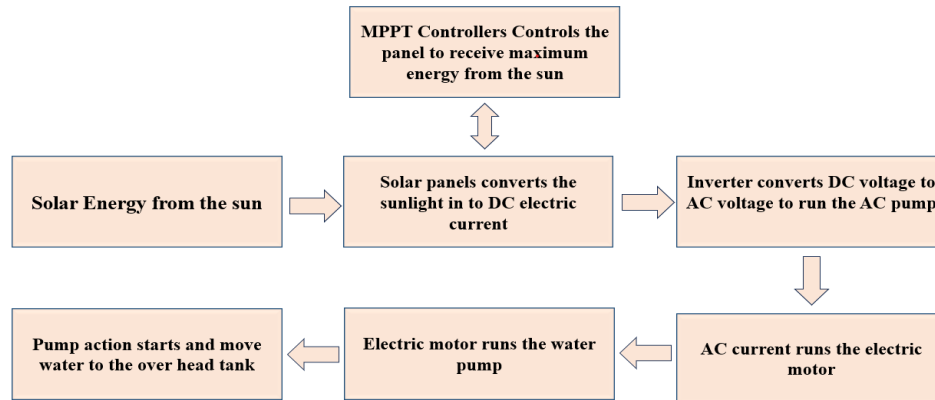 MPPT Controllers Controls the
panel to receive maximum
energy from the sun
Solar Energy from the sun
Solar panels converts the
sunlight in to DC electric
current
Inverter converts DC voltage to
AC voltage to run the AC pump
Pump action starts and move
water to the over head tank
Electric motor runs the water
pump
AC current runs the electric
motor